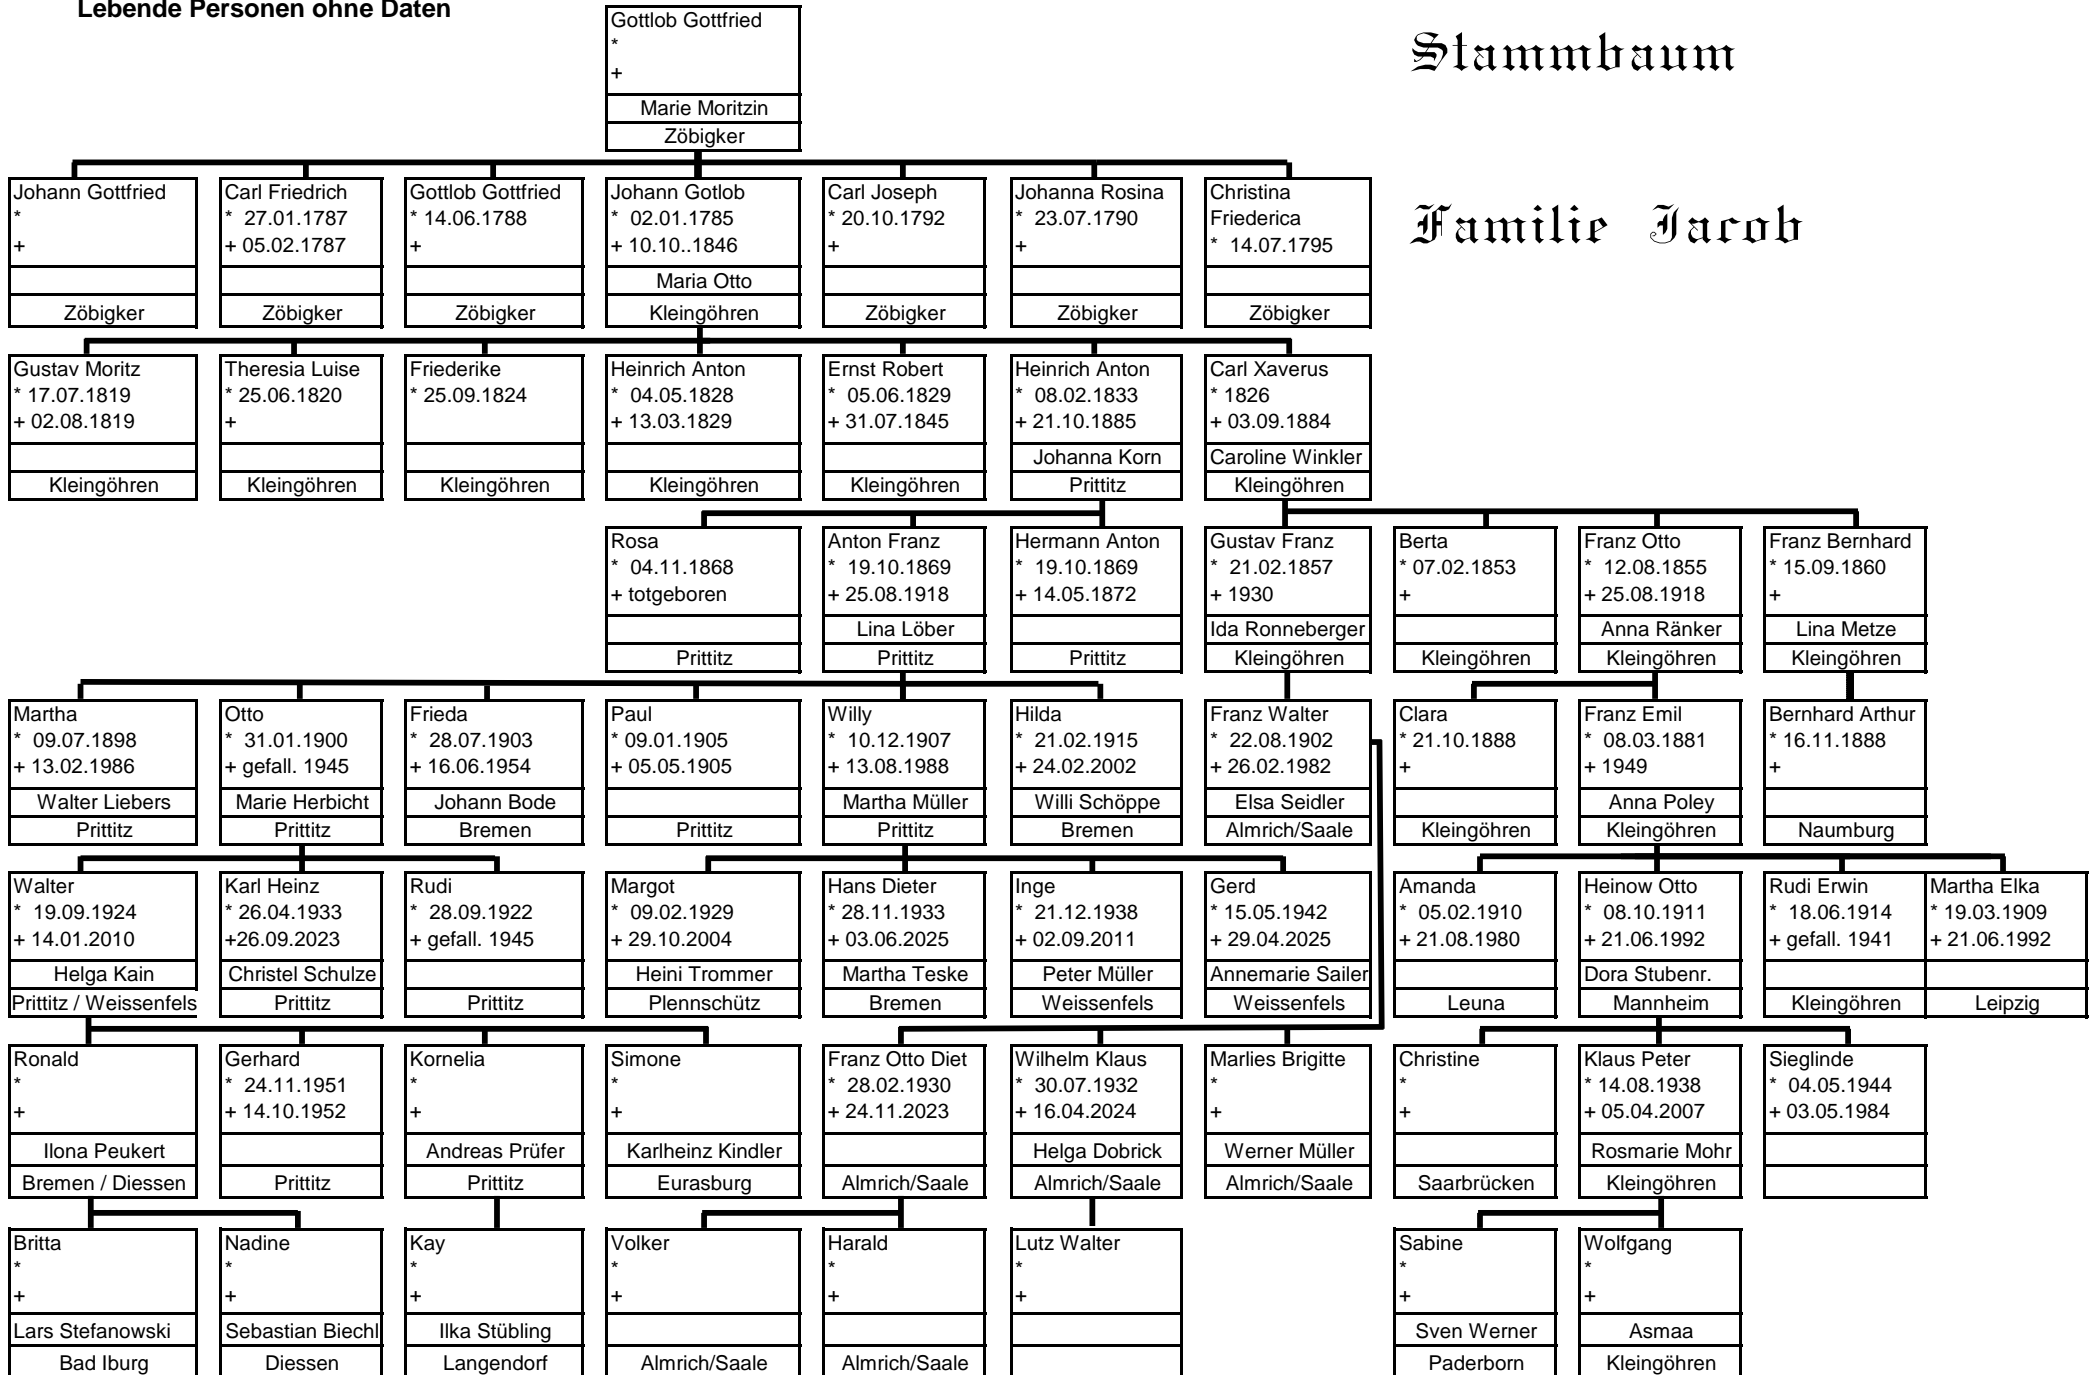 Lebende Personen ohne Daten
Stammbaum
Familie Jacob
Gottlob Gottfried
*
+
Marie Moritzin
Zöbigker
Johann Gottfried
*
+
Zöbigker
Carl Friedrich
* 27.01.1787
+ 05.02.1787
Zöbigker
Gottlob Gottfried
* 14.06.1788
+
Zöbigker
Johann Gotlob
* 02.01.1785
+ 10.10..1846
Maria Otto
Kleingöhren
Carl Joseph
* 20.10.1792
+
Zöbigker
Johanna Rosina
* 23.07.1790
+
Zöbigker
Christina
Friederica
* 14.07.1795
Zöbigker
Gustav Moritz
* 17.07.1819
+ 02.08.1819
Kleingöhren
Theresia Luise
* 25.06.1820
+
Kleingöhren
Friederike
* 25.09.1824
Kleingöhren
Heinrich Anton
* 04.05.1828
+ 13.03.1829
Kleingöhren
Ernst Robert
* 05.06.1829
+ 31.07.1845
Kleingöhren
Heinrich Anton
* 08.02.1833
+ 21.10.1885
Johanna Korn
Prittitz
Carl Xaverus
* 1826
+ 03.09.1884
Caroline Winkler
Kleingöhren
Rosa
* 04.11.1868
+ totgeboren
Prittitz
Anton Franz
* 19.10.1869
+ 25.08.1918
Lina Löber
Prittitz
Hermann Anton
* 19.10.1869
+ 14.05.1872
Prittitz
Gustav Franz
* 21.02.1857
+ 1930
Ida Ronneberger
Kleingöhren
Berta
* 07.02.1853
+
Kleingöhren
Franz Otto
* 12.08.1855
+ 25.08.1918
Anna Ränker
Kleingöhren
Franz Bernhard
* 15.09.1860
+
Lina Metze
Kleingöhren
Martha
* 09.07.1898
+ 13.02.1986
Walter Liebers
Prittitz
Otto
* 31.01.1900
+ gefall. 1945
Marie Herbicht
Prittitz
Frieda
* 28.07.1903
+ 16.06.1954
Johann Bode
Bremen
Paul
* 09.01.1905
+ 05.05.1905
Prittitz
Willy
* 10.12.1907
+ 13.08.1988
Martha Müller
Prittitz
Hilda
* 21.02.1915
+ 24.02.2002
Willi Schöppe
Bremen
Franz Walter
* 22.08.1902
+ 26.02.1982
Elsa Seidler
Almrich/Saale
Clara
* 21.10.1888
+
Kleingöhren
Franz Emil
* 08.03.1881
+ 1949
Anna Poley
Kleingöhren
Bernhard Arthur
* 16.11.1888
+
Naumburg
Walter
* 19.09.1924
+ 14.01.2010
Helga Kain
Prittitz / Weissenfels
Karl Heinz
* 26.04.1933
+26.09.2023
Christel Schulze
Prittitz
Rudi
* 28.09.1922
+ gefall. 1945
Prittitz
Margot
* 09.02.1929
+ 29.10.2004
Heini Trommer
Plennschütz
Hans Dieter
* 28.11.1933
+ 03.06.2025
Martha Teske
Bremen
Inge
* 21.12.1938
+ 02.09.2011
Peter Müller
Weissenfels
Gerd
* 15.05.1942
+ 29.04.2025
Annemarie Sailer
Weissenfels
Amanda
* 05.02.1910
+ 21.08.1980
Leuna
Heinow Otto
* 08.10.1911
+ 21.06.1992
Dora Stubenr.
Mannheim
Rudi Erwin
* 18.06.1914
+ gefall. 1941
Kleingöhren
Martha Elka
* 19.03.1909
+ 21.06.1992
Leipzig
Ronald
*
+
Ilona Peukert
Bremen / Diessen
Gerhard
* 24.11.1951
+ 14.10.1952
Prittitz
Kornelia
*
+
Andreas Prüfer
Prittitz
Simone
*
+
Karlheinz Kindler
Eurasburg
Franz Otto Diet
* 28.02.1930
+ 24.11.2023
Almrich/Saale
Wilhelm Klaus
* 30.07.1932
+ 16.04.2024
Helga Dobrick
Almrich/Saale
Marlies Brigitte
*
+
Werner Müller
Almrich/Saale
Christine
*
+
Saarbrücken
Klaus Peter
* 14.08.1938
+ 05.04.2007
Rosmarie Mohr
Kleingöhren
Sieglinde
* 04.05.1944
+ 03.05.1984
Britta
*
+
Lars Stefanowski
Bad Iburg
Nadine
*
+
Sebastian Biechl
Diessen
Kay
*
+
Ilka Stübling
Langendorf
Volker
*
+
Almrich/Saale
Harald
*
+
Almrich/Saale
Lutz Walter
*
+
Sabine
*
+
Sven Werner
Paderborn
Wolfgang
*
+
Asmaa
Kleingöhren